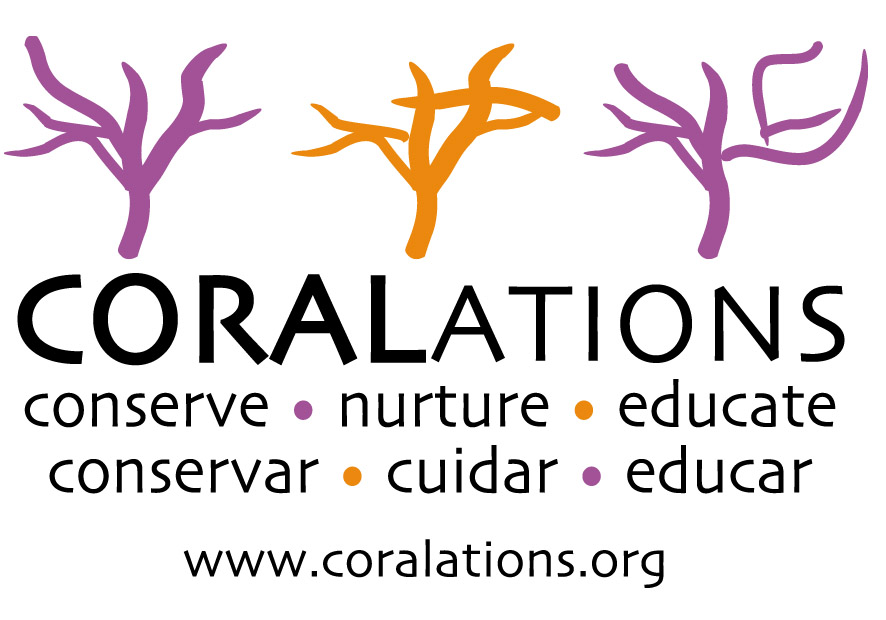 CORALATIONS
conserve • nurture • educate
conservar • cuidar • educar
www.coralations.org